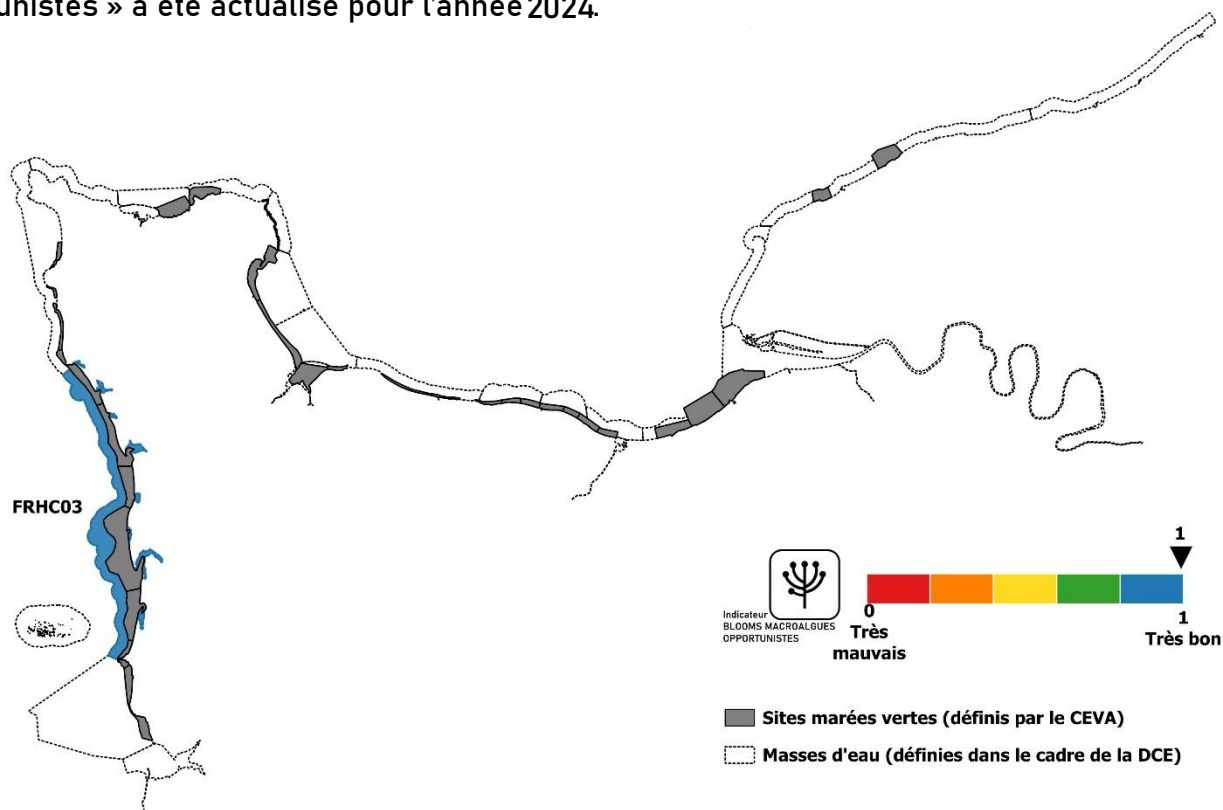 unistes » a été actualisé pour l'année 2024.
FRHC03
1
Indicateur
BLOOMS MACROALGUES
OPPORTUNISTES
0
Très
mauvais
1
Très bon
Sites marées vertes (définis par le CEVA)
Masses d'eau (définies dans le cadre de la DCE)